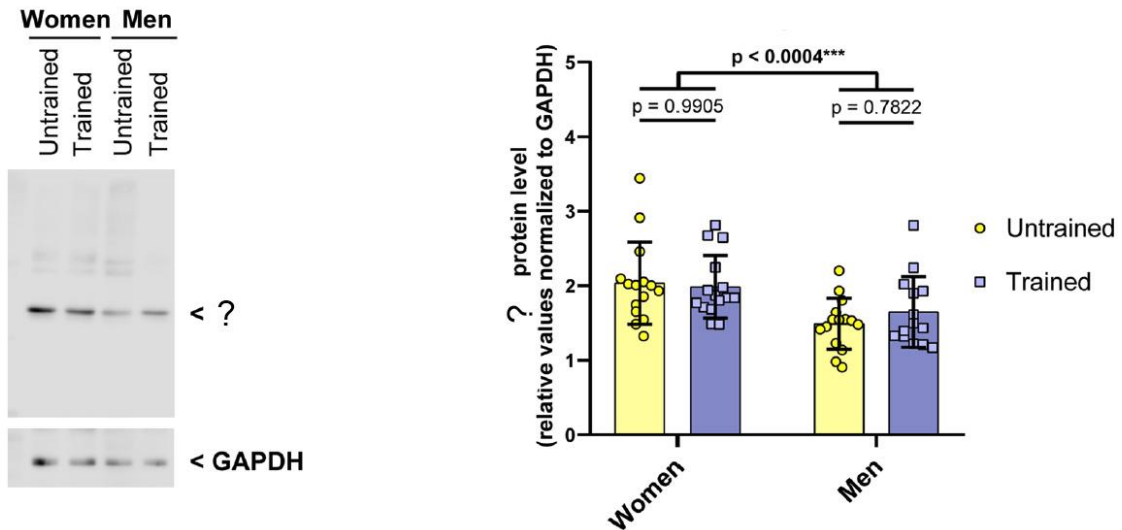 Women Men
Untrained
Trained
Untrained
Trained
< ?
< GAPDH
? protein level
(relative values normalized to GAPDH)
5
4
3
2
1
0
p < 0.0004***
p = 0.9905
p = 0.7822
Women
Men
Untrained
Trained